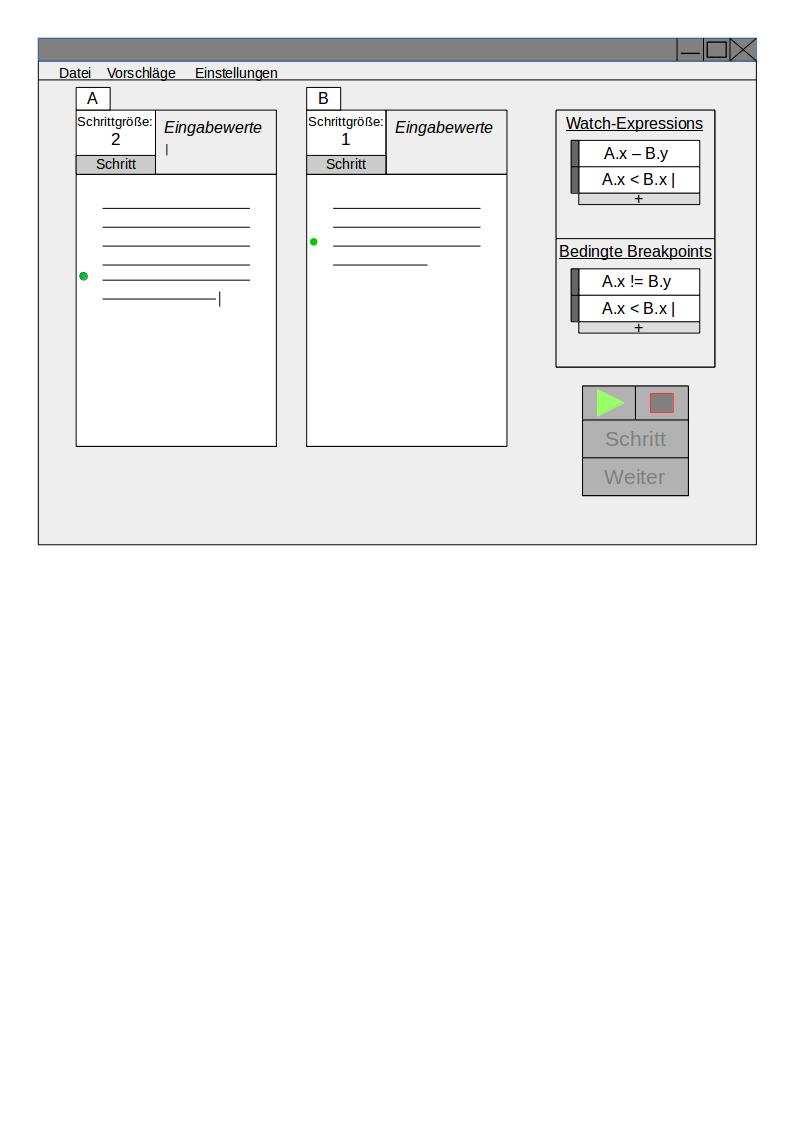 Datei Vorschläge Einstellungen
A
Schrittgröße:
2
Schritt
Eingabewerte
B
Schrittgröße:
1
Schritt
Eingabewerte
Watch-Expressions
A.x – B.y
A.x < B.x |
+
Bedingte Breakpoints
A.x != B.y
A.x < B.x |
+
Schritt
Weiter